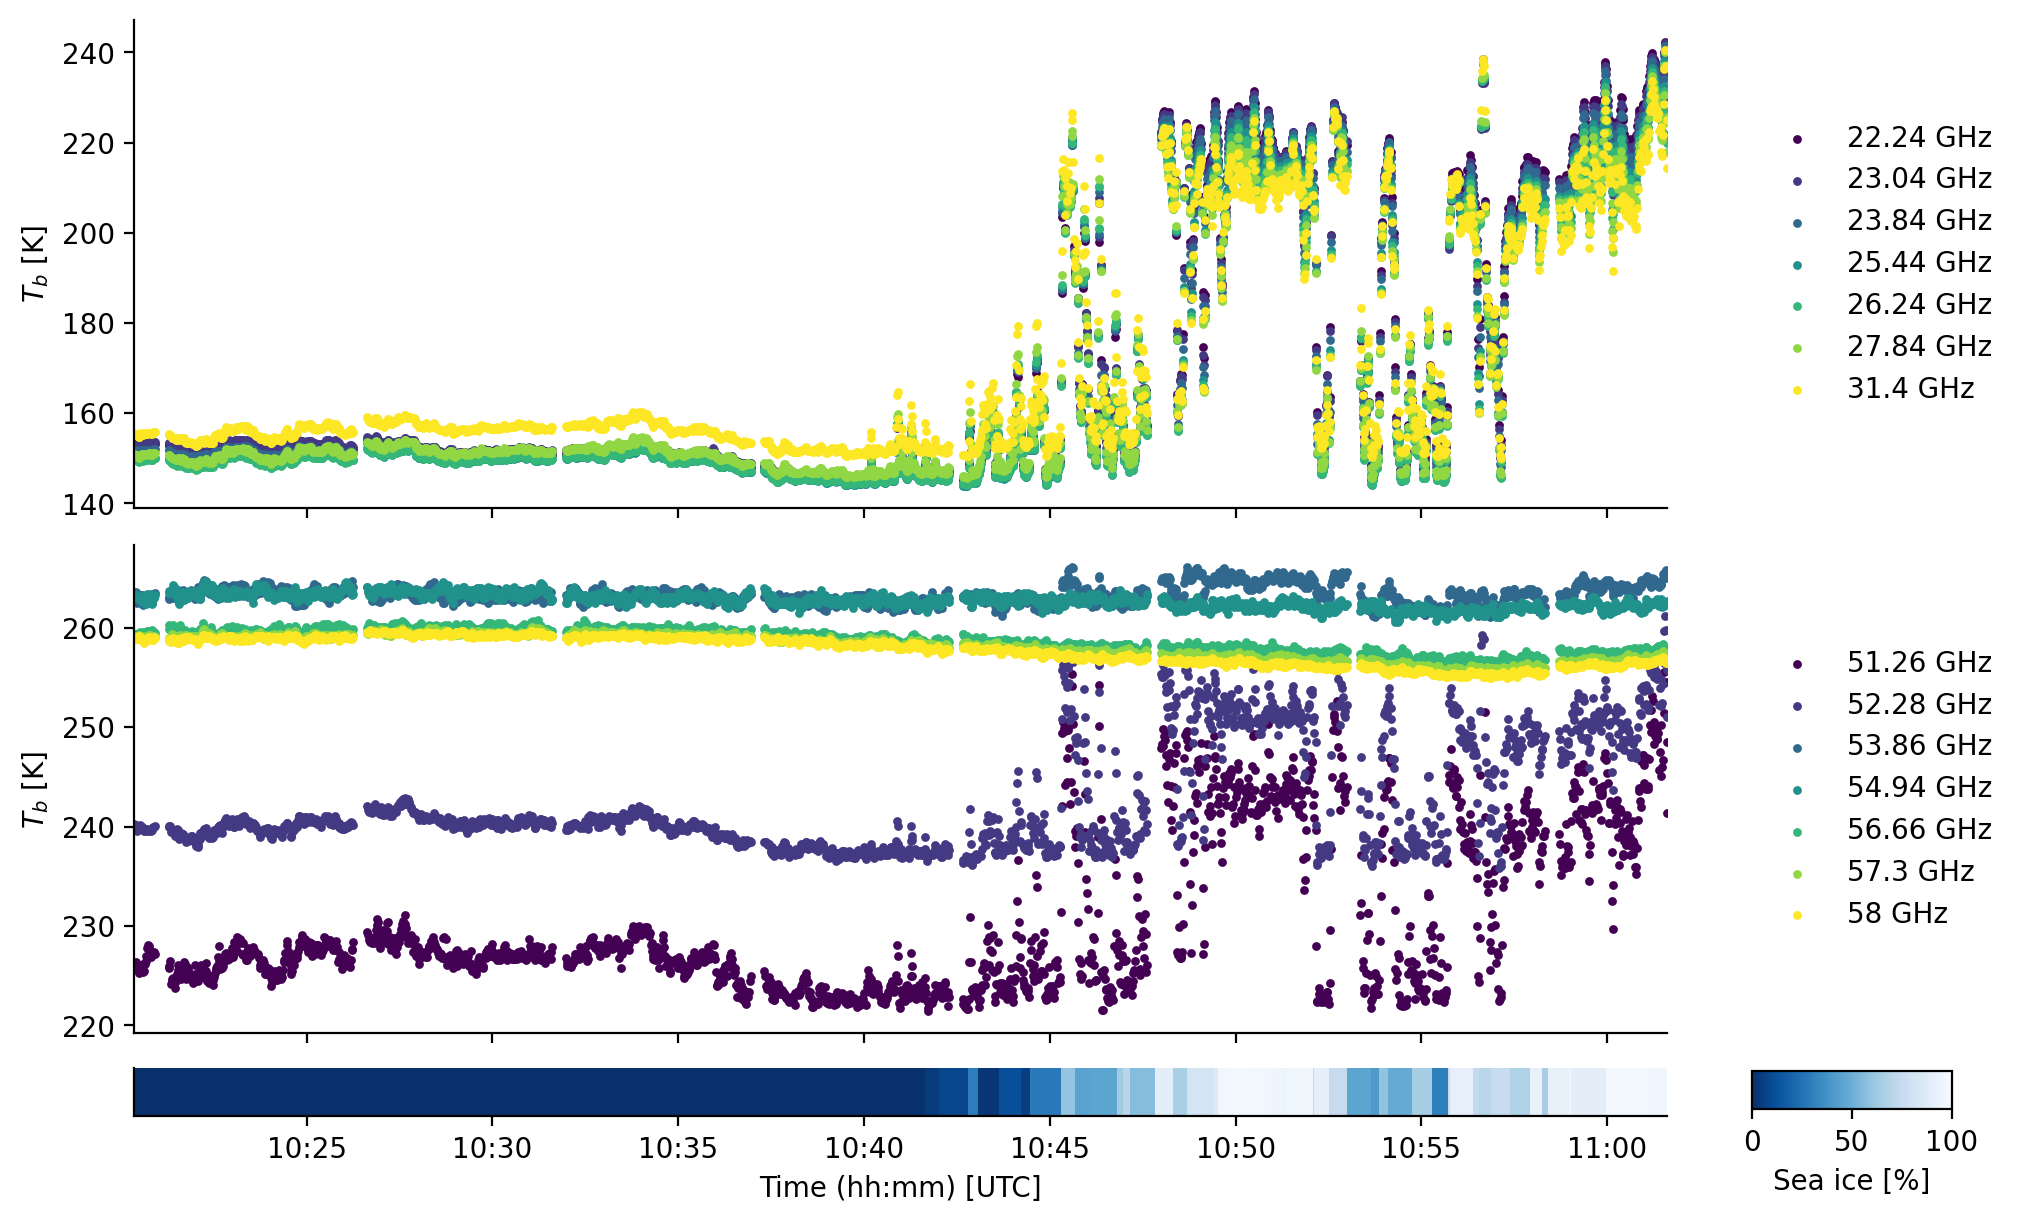 240
220
200
180
160
140
T_b [K]
22.24 GHz
23.04 GHz
23.84 GHz
25.44 GHz
26.24 GHz
27.84 GHz
31.4 GHz
260
250
240
230
220
T_b [K]
51.26 GHz
52.28 GHz
53.86 GHz
54.94 GHz
56.66 GHz
57.3 GHz
58 GHz
10:25 10:30 10:35 10:40 10:45 10:50 10:55 11:00
Time (hh:mm) [UTC]
0 50 100
Sea ice [%]